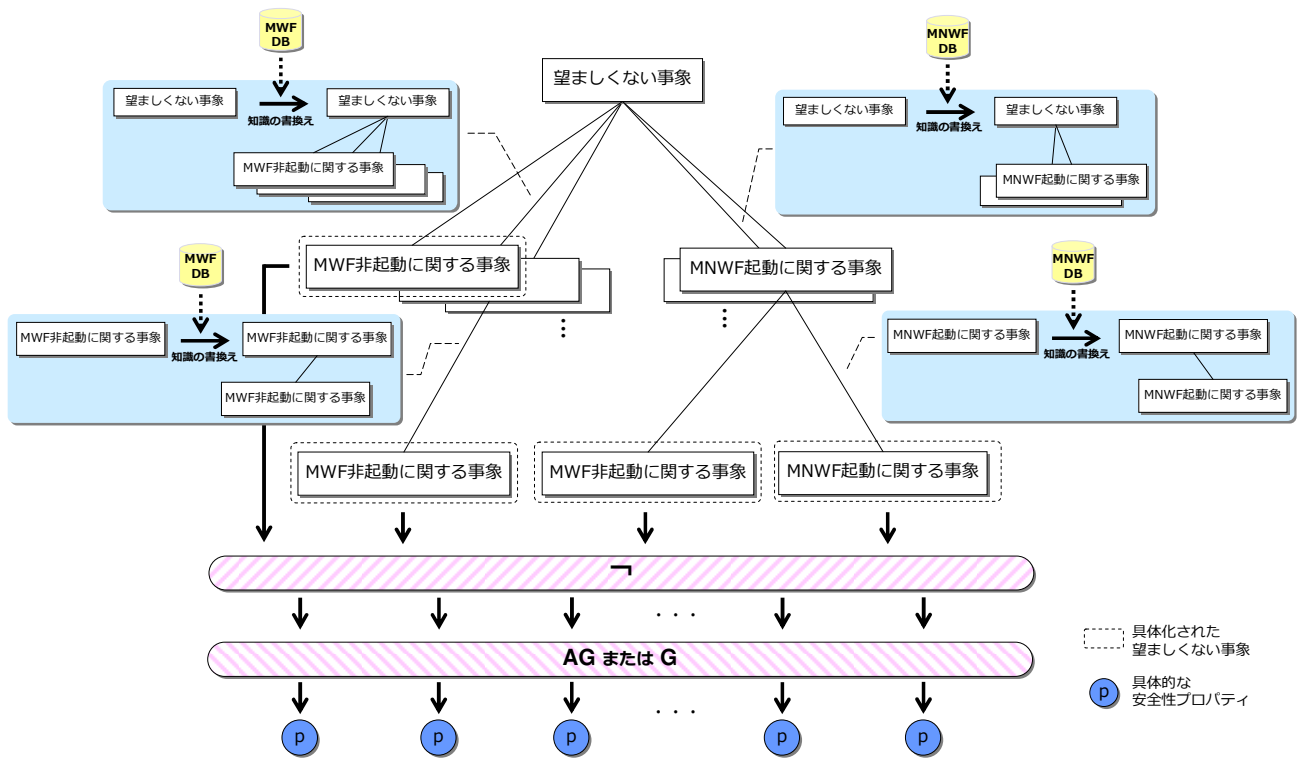 MWF
DB
望ましくない事象
知識の書換え
望ましくない事象
MWF非起動に関する事象
望ましくない事象
MNWF
DB
望ましくない事象
知識の書換え
望ましくない事象
MNWF起動に関する事象
MWF非起動に関する事象
MNWF起動に関する事象
MWF
DB
MWF非起動に関する事象
知識の書換え
MWF非起動に関する事象
MWF非起動に関する事象
MNWF
DB
MNWF起動に関する事象
知識の書換え
MNWF起動に関する事象
MNWF起動に関する事象
MWF非起動に関する事象
MWF非起動に関する事象
MNWF起動に関する事象
¬
. . .
AG または G
. . .
p
p
p
p
p
具体化された
望ましくない事象
p
具体的な
安全性プロパティ